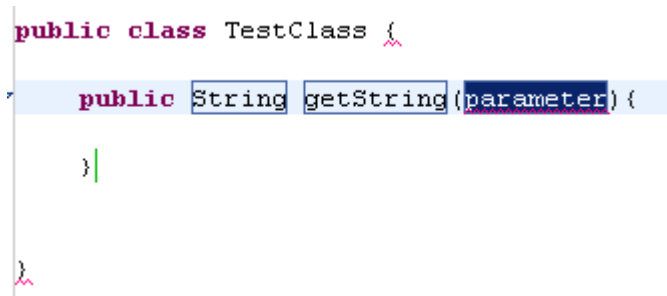 public class TestClass {
public String getString(parameter){
}
}